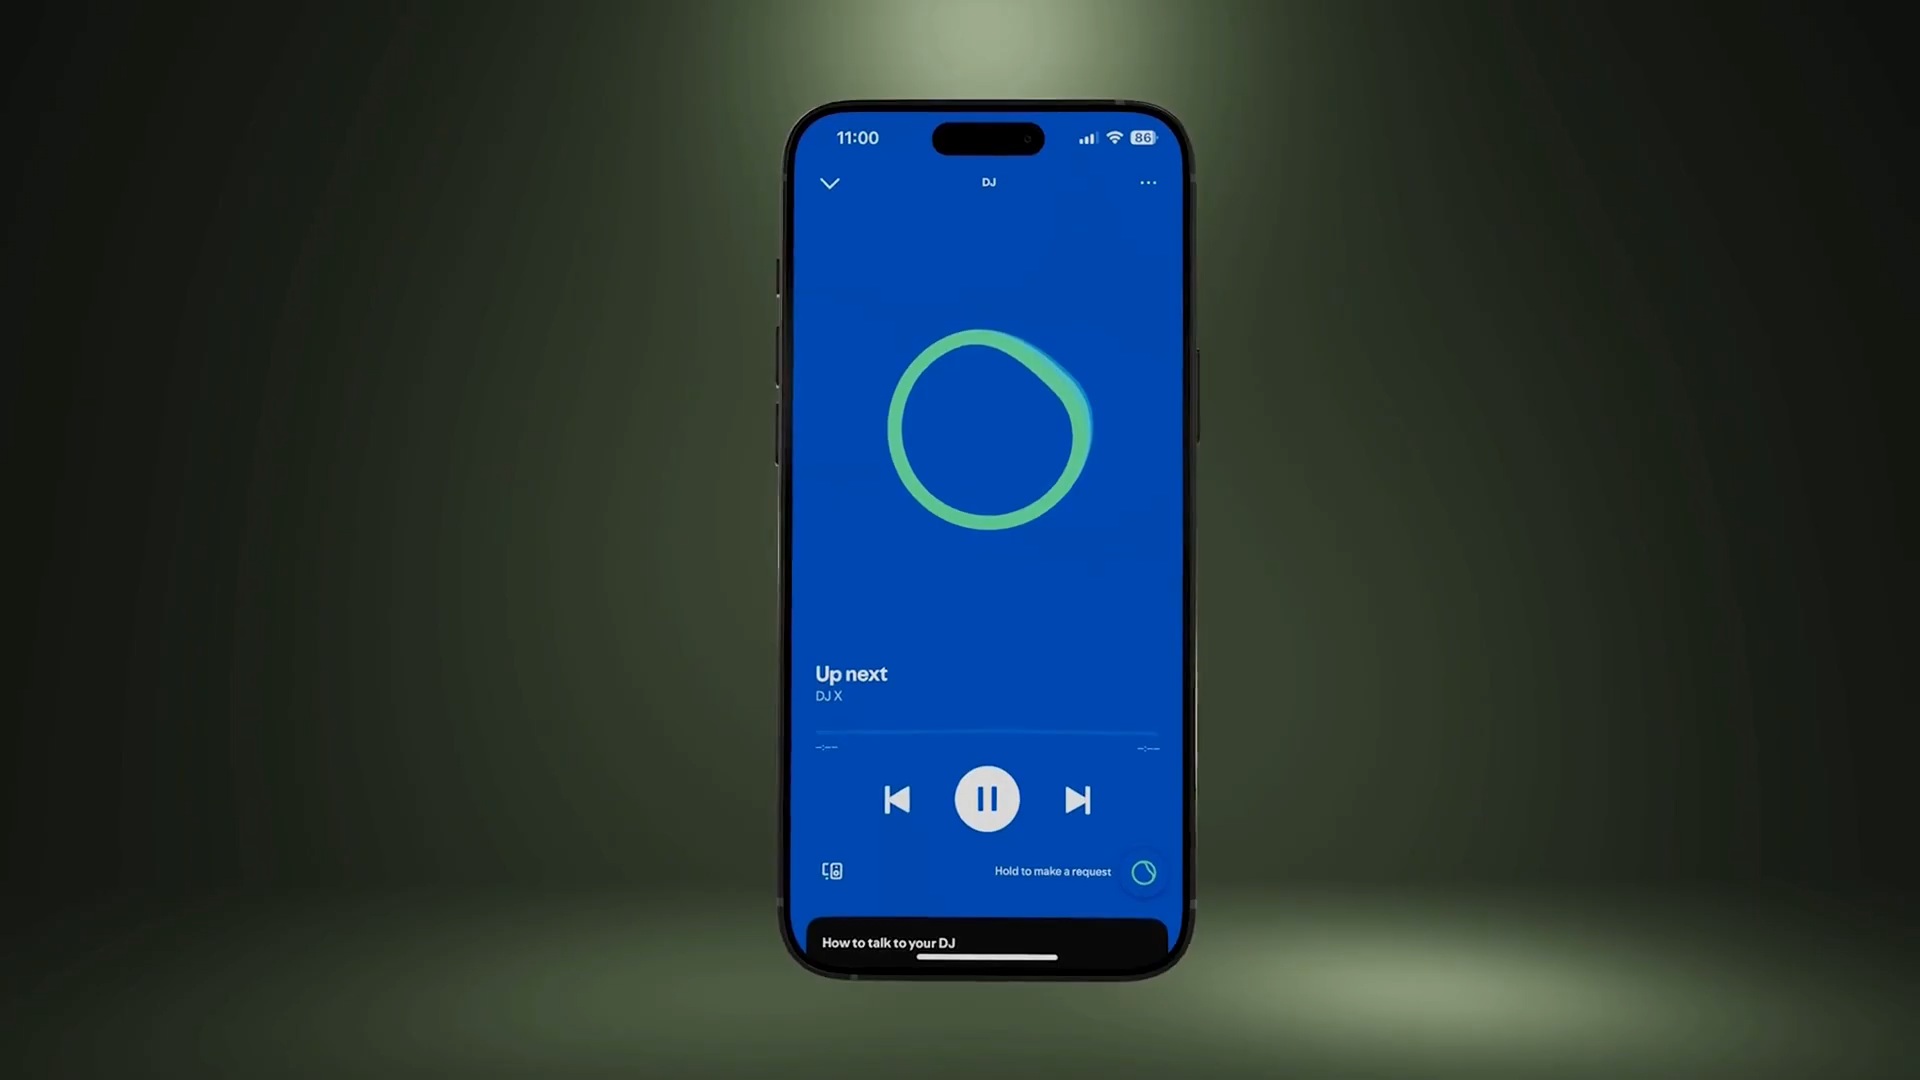 11:00
86
DJ
Up next
DJ X
-:--
-:--
Hold to make a request
How to talk to your DJ